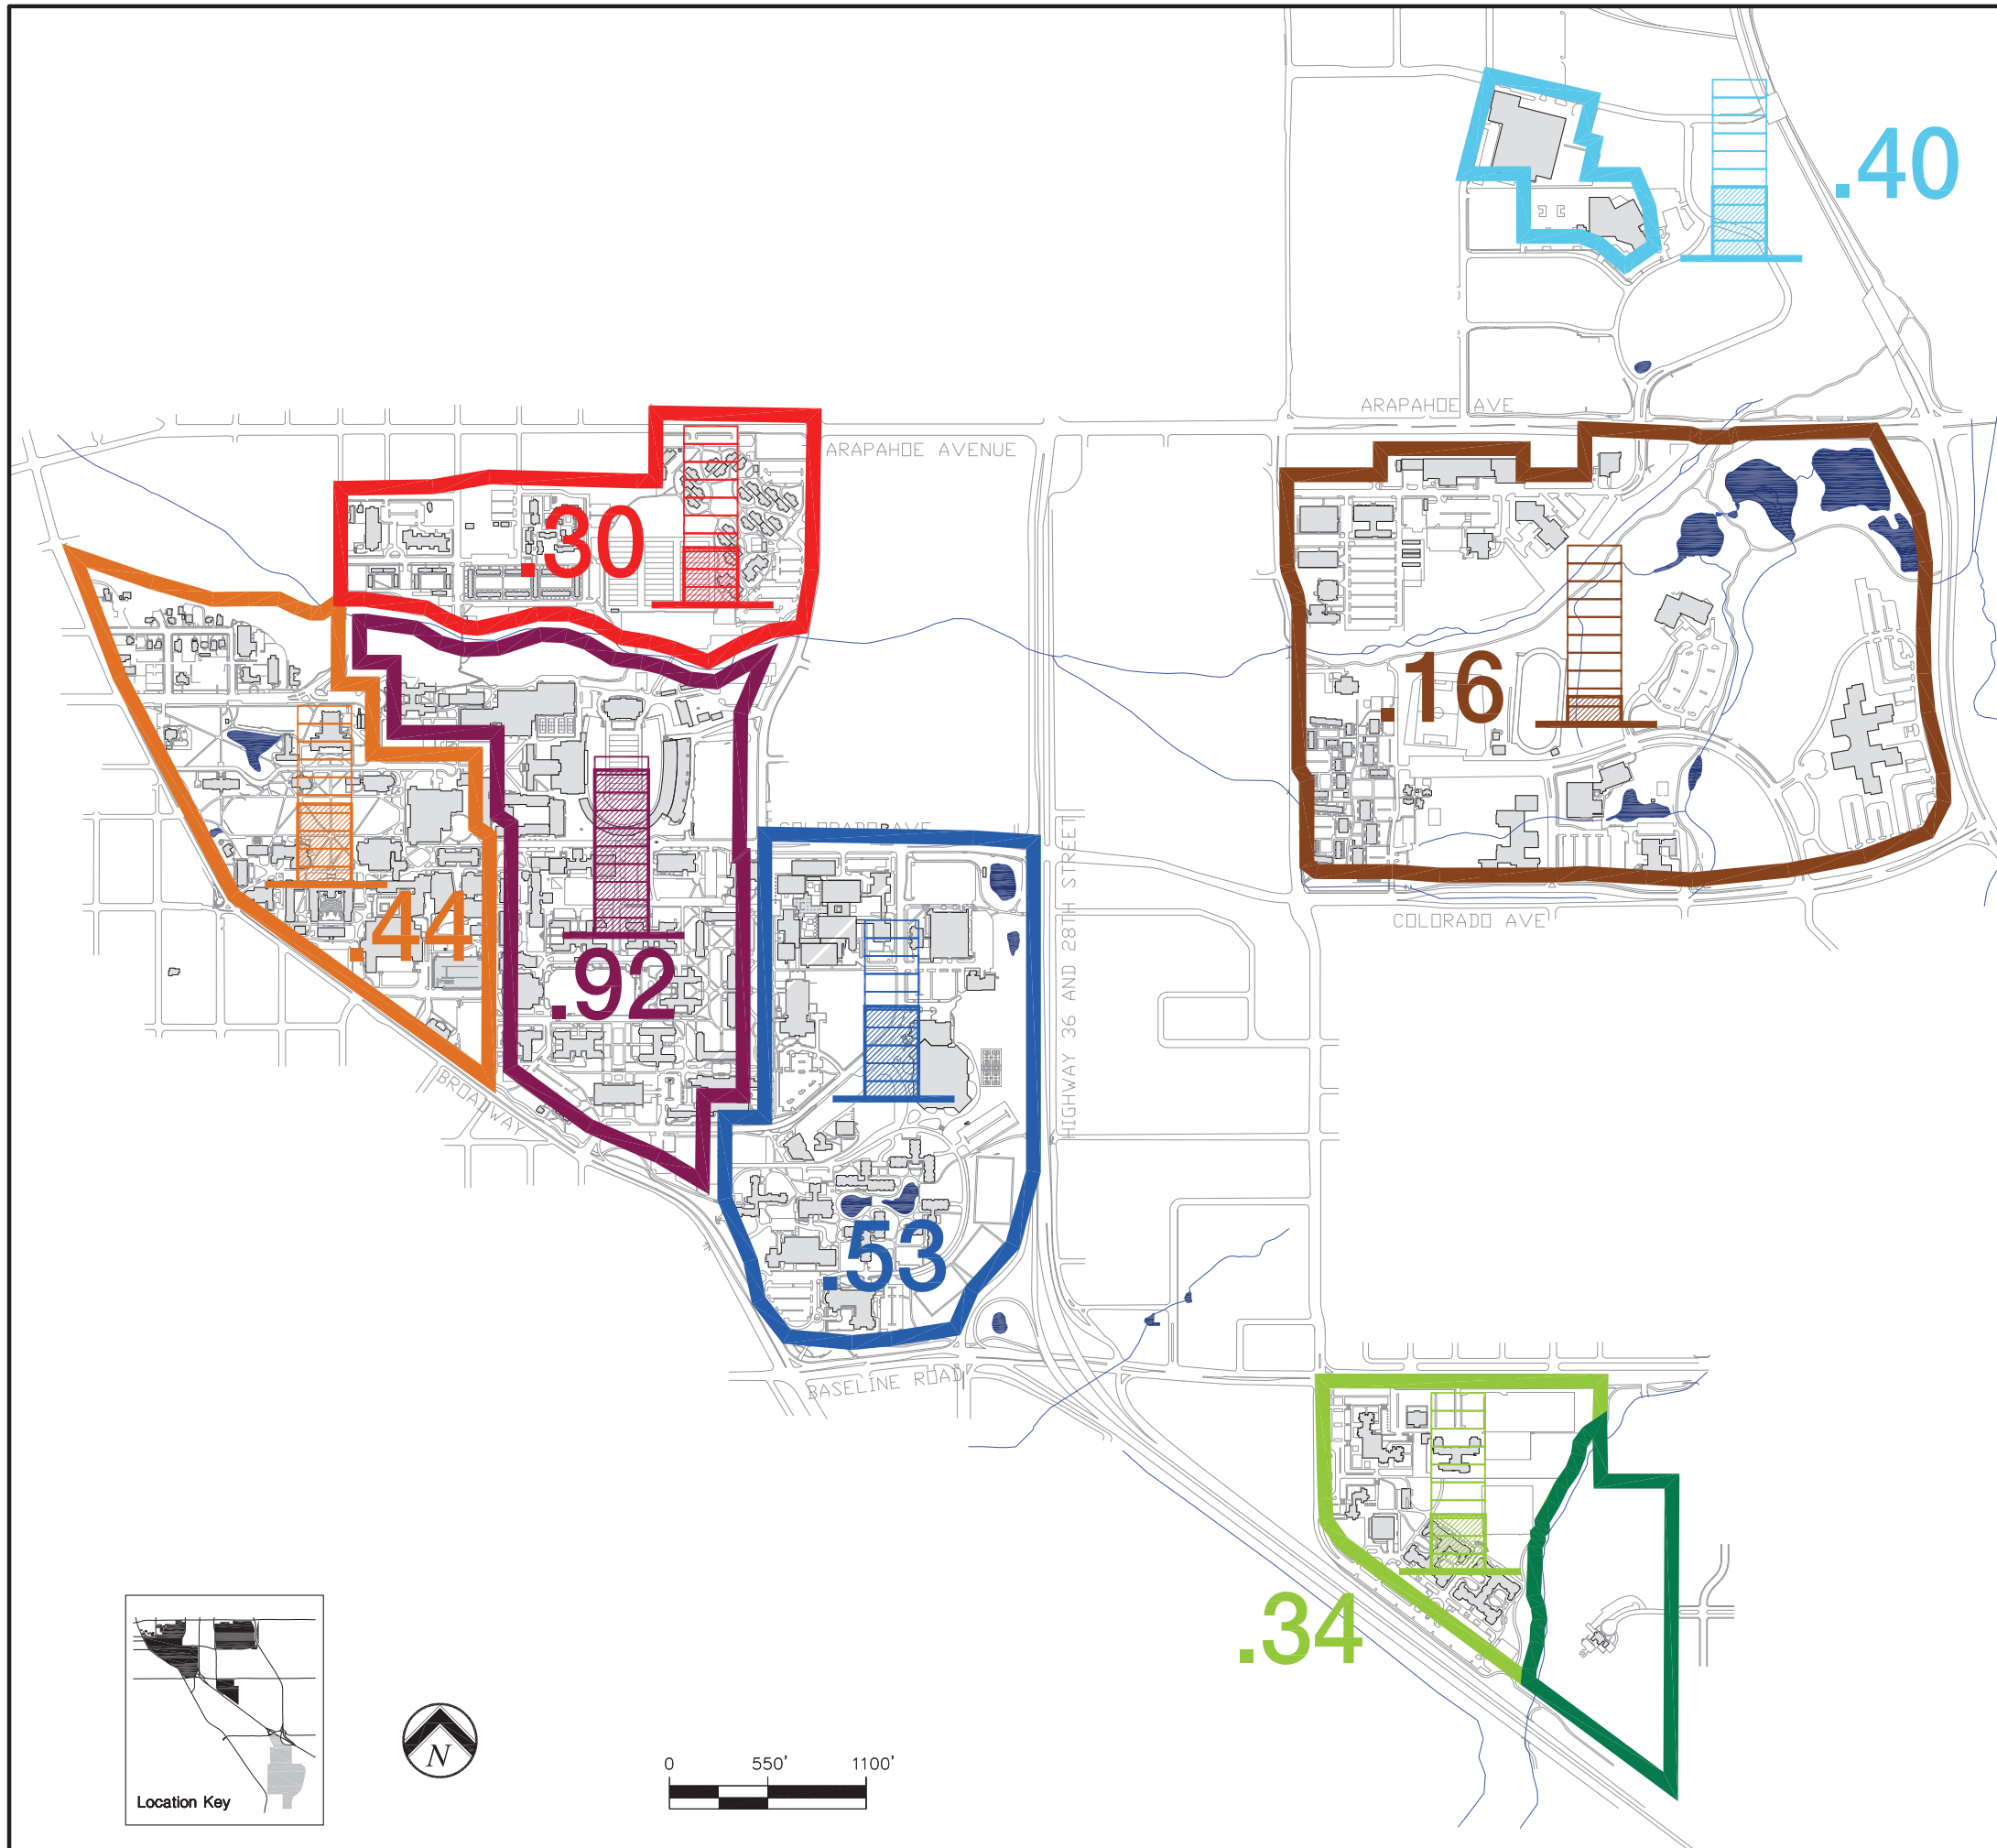 .40
ARAPAHOE AVE
ARAPAHOE AVENUE
.30
.16
COLORADO AVE
COLORADO AVE
.44
.92
HIGHWAY 36 AND 28TH STREET
BROADWAY
.53
BASELINE ROAD
.34
Location Key
N
0 550' 1100'